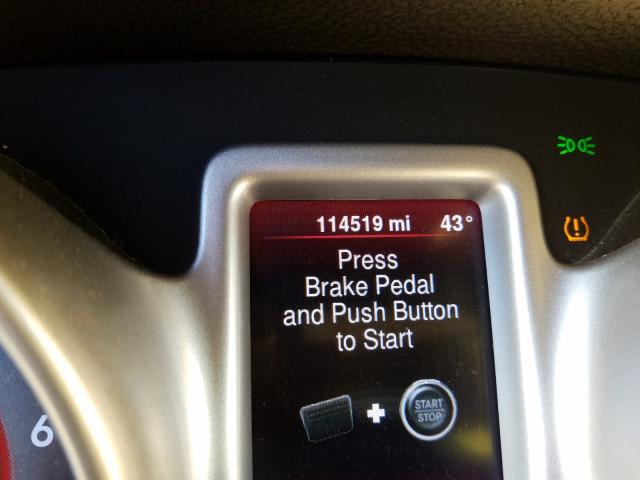 114519 mi 43°
Press
Brake Pedal
and Push Button
to Start
START
STOP
6